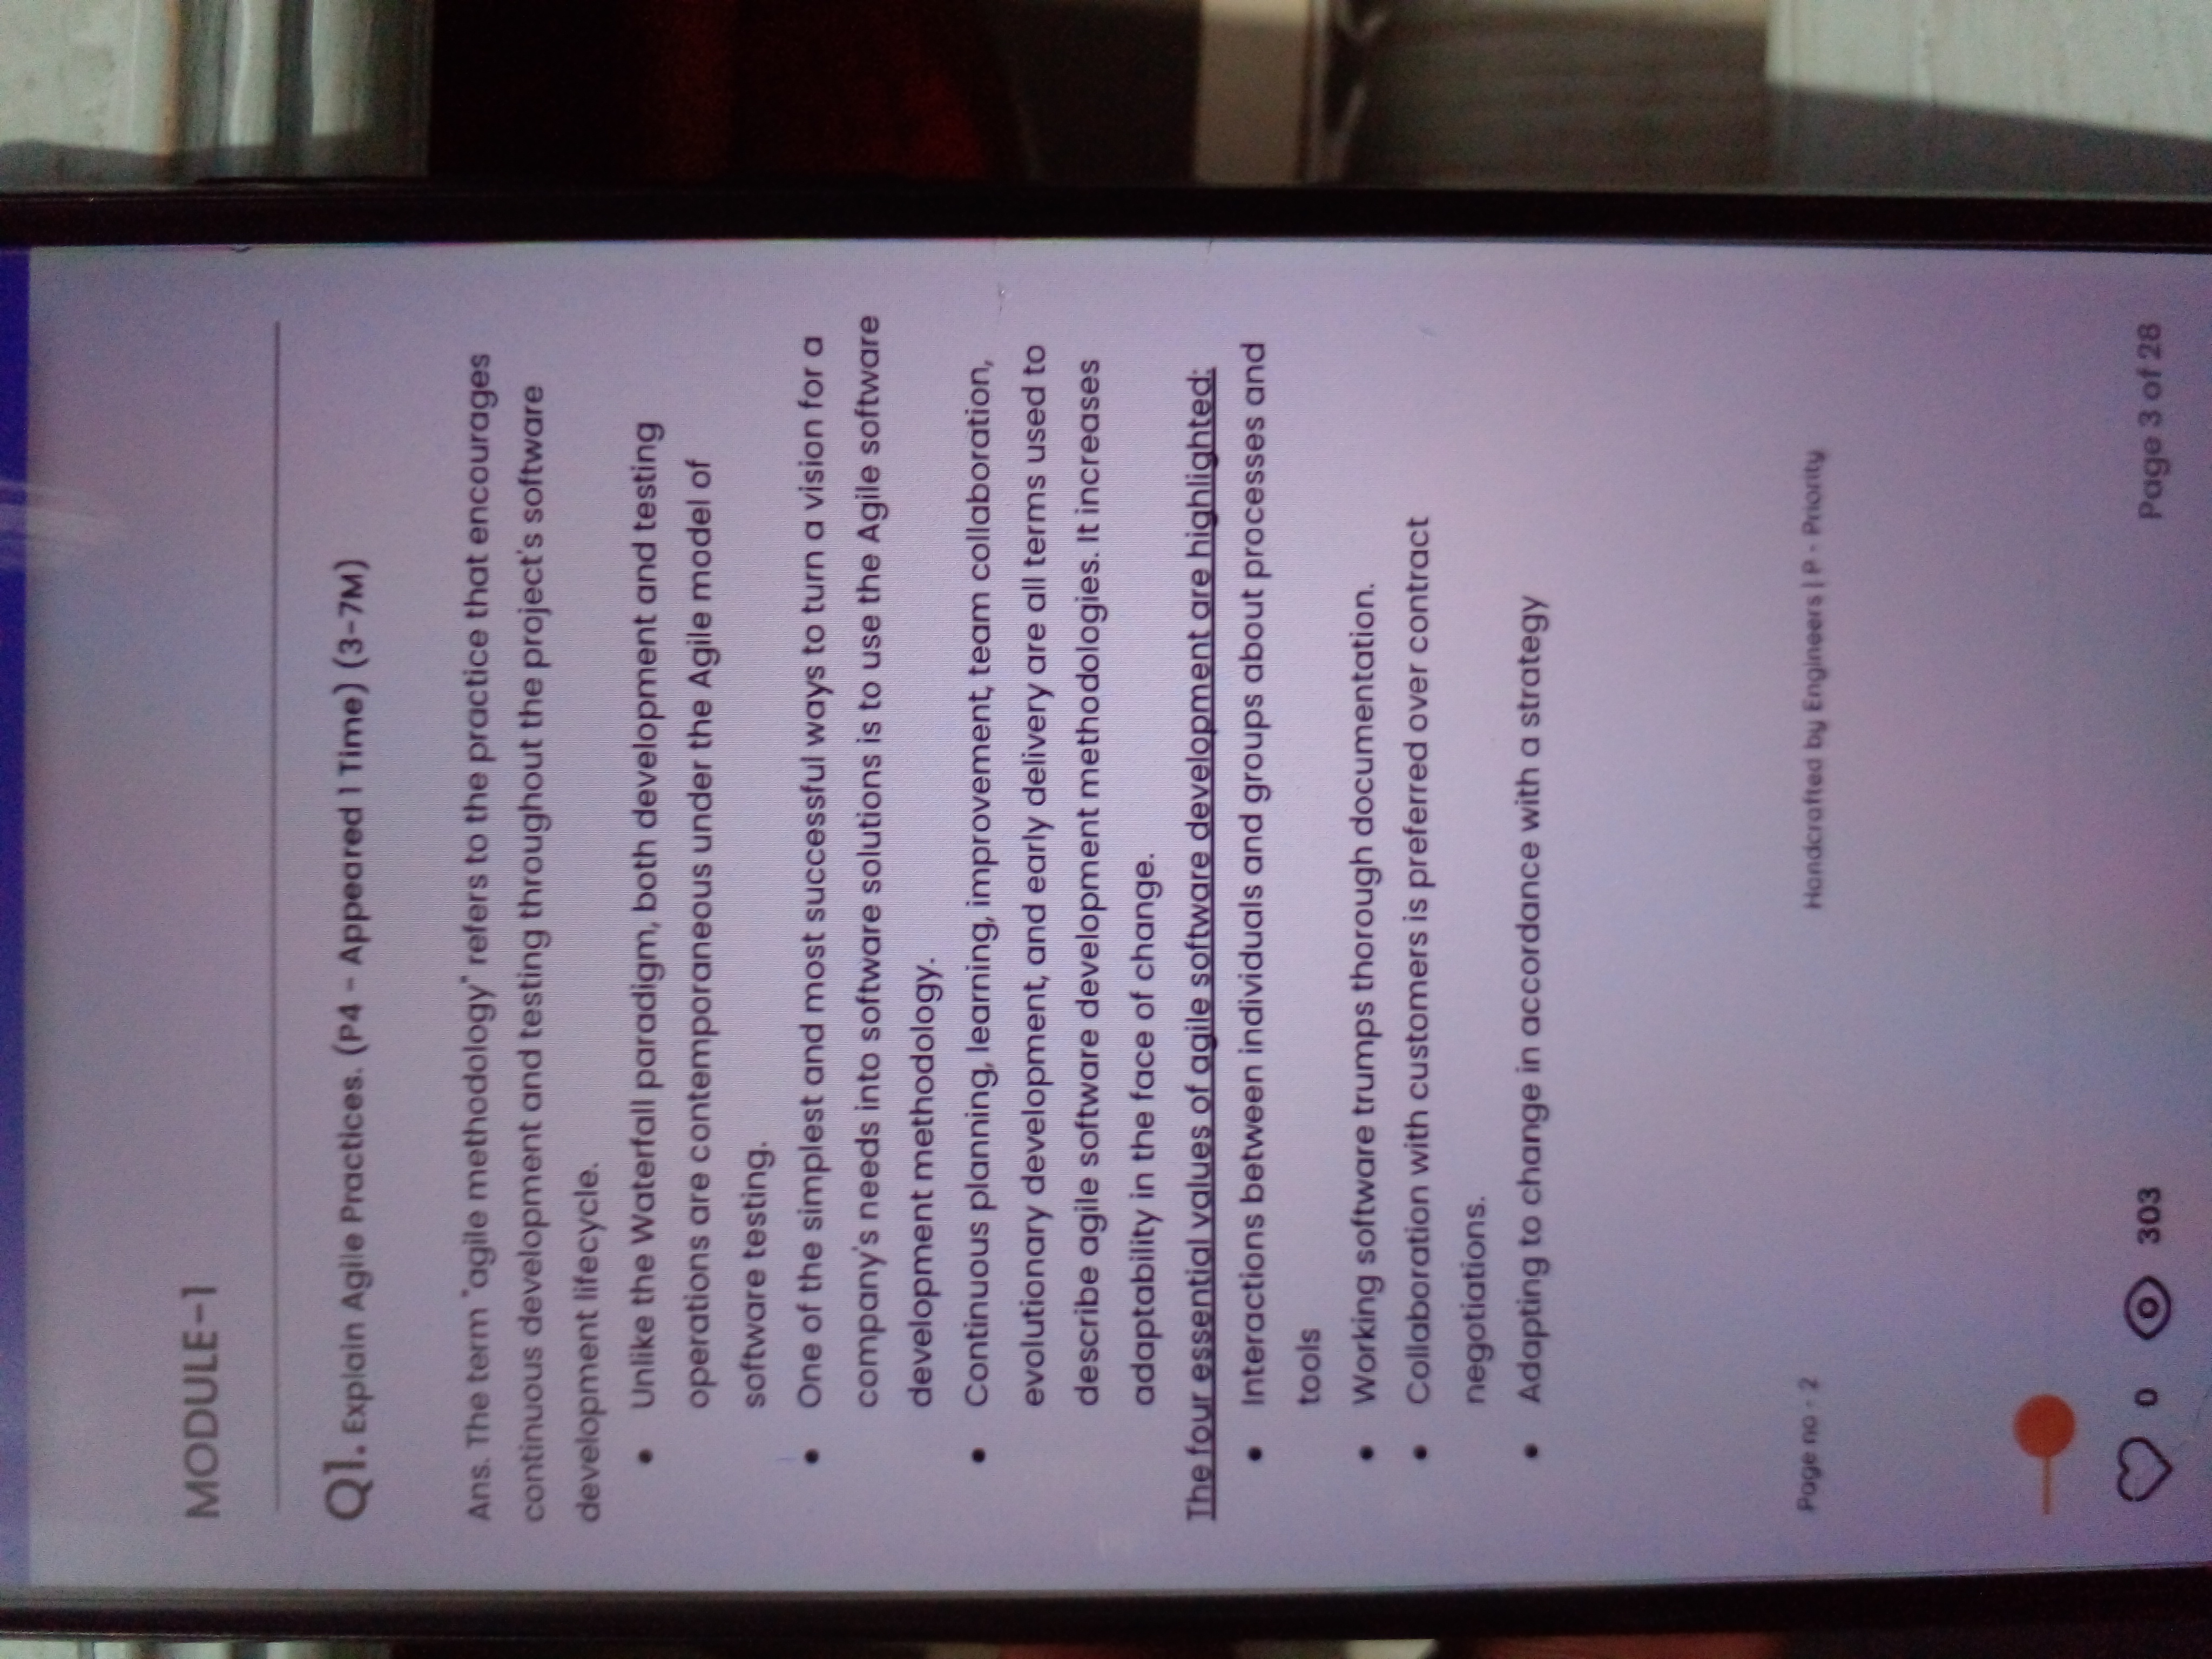 MODULE-1
Q1. Explain Agile Practices. (P4 - Appeared 1 Time) (3-7M)
Ans. The term "agile methodology" refers to the practice that encourages
continuous development and testing throughout the project's software
development lifecycle.
• Unlike the Waterfall paradigm, both development and testing
operations are contemporaneous under the Agile model of
software testing.
• One of the simplest and most successful ways to turn a vision for a
company's needs into software solutions is to use the Agile software
development methodology.
• Continuous planning, learning, improvement, team collaboration,
evolutionary development, and early delivery are all terms used to
describe agile software development methodologies. It increases
adaptability in the face of change.
The four essential values of agile software development are highlighted:
• Interactions between individuals and groups about processes and
tools
• Working software trumps thorough documentation.
• Collaboration with customers is preferred over contract
negotiations.
• Adapting to change in accordance with a strategy
Page no - 2 Handcrafted by Engineers | P - Priority
0 303 Page 3 of 28